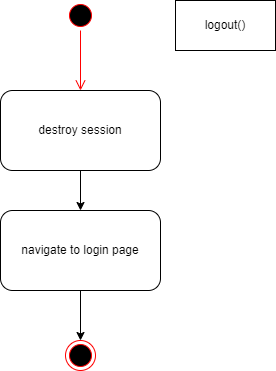 logout()
destroy session
navigate to login page